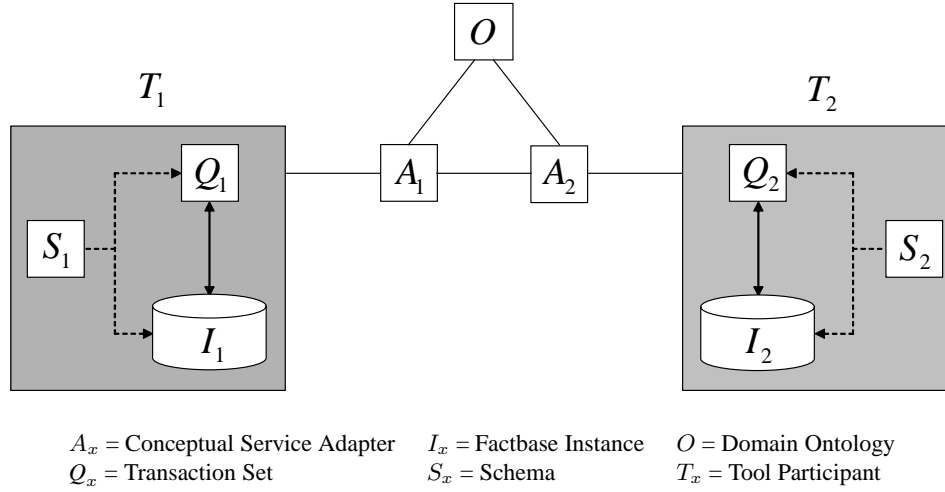 O
T1 T2
Q1 A1 A2 Q2
S1 S2
I1 I2
Ax = Conceptual Service Adapter Ix = Factbase Instance O = Domain Ontology
Qx = Transaction Set Sx = Schema Tx = Tool Participant